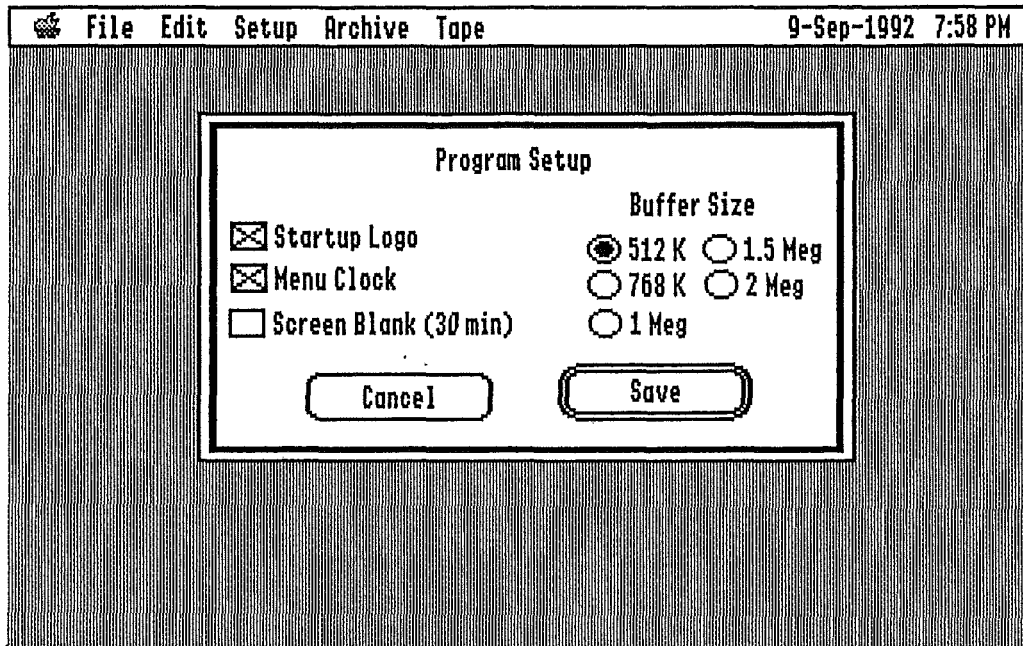 File Edit Setup Archive Tape 9-Sep-1992 7:58 PM
Program Setup
Buffer Size
Startup Logo
Menu Clock
Screen Blank (30 min)
512 K 1.5 Meg
768 K 2 Meg
1 Meg
Cancel Save